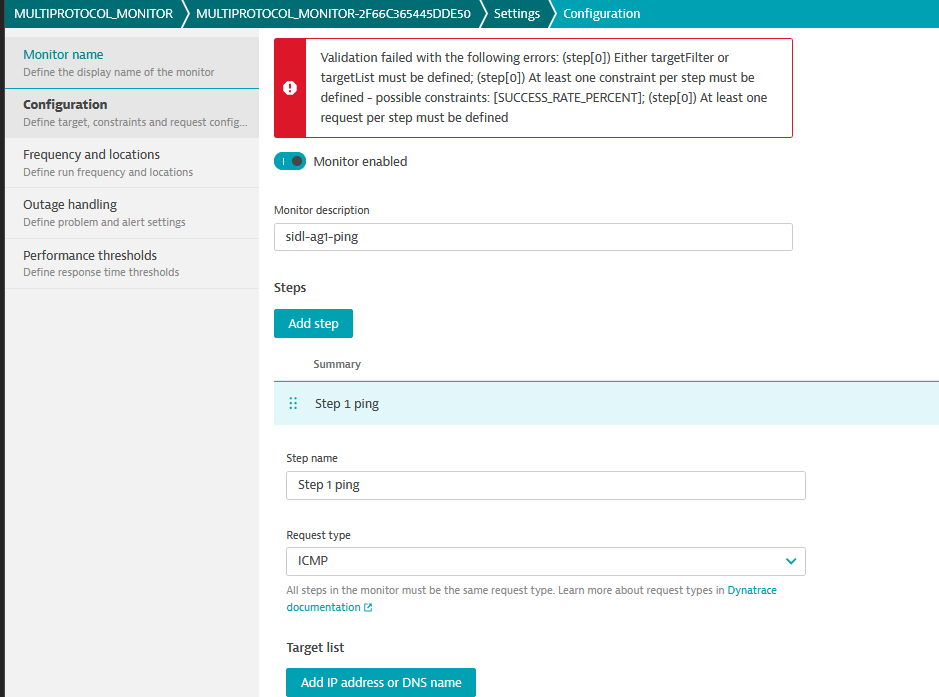 MULTIPROTOCOL_MONITOR MULTIPROTOCOL_MONITOR-2F66C365445DDE50 Settings Configuration
Monitor name
Define the display name of the monitor
Configuration
Define target, constraints and request config...
Frequency and locations
Define run frequency and locations
Outage handling
Define problem and alert settings
Performance thresholds
Define response time thresholds
Validation failed with the following errors: (step[0]) Either targetFilter or
targetList must be defined; (step[0]) At least one constraint per step must be
defined - possible constraints: [SUCCESS_RATE_PERCENT]; (step[0]) At least one
request per step must be defined
Monitor enabled
Monitor description
sidl-ag1-ping
Steps
Add step
Summary
Step 1 ping
Step name
Step 1 ping
Request type
ICMP
All steps in the monitor must be the same request type. Learn more about request types in Dynatrace
documentation
Target list
Add IP address or DNS name